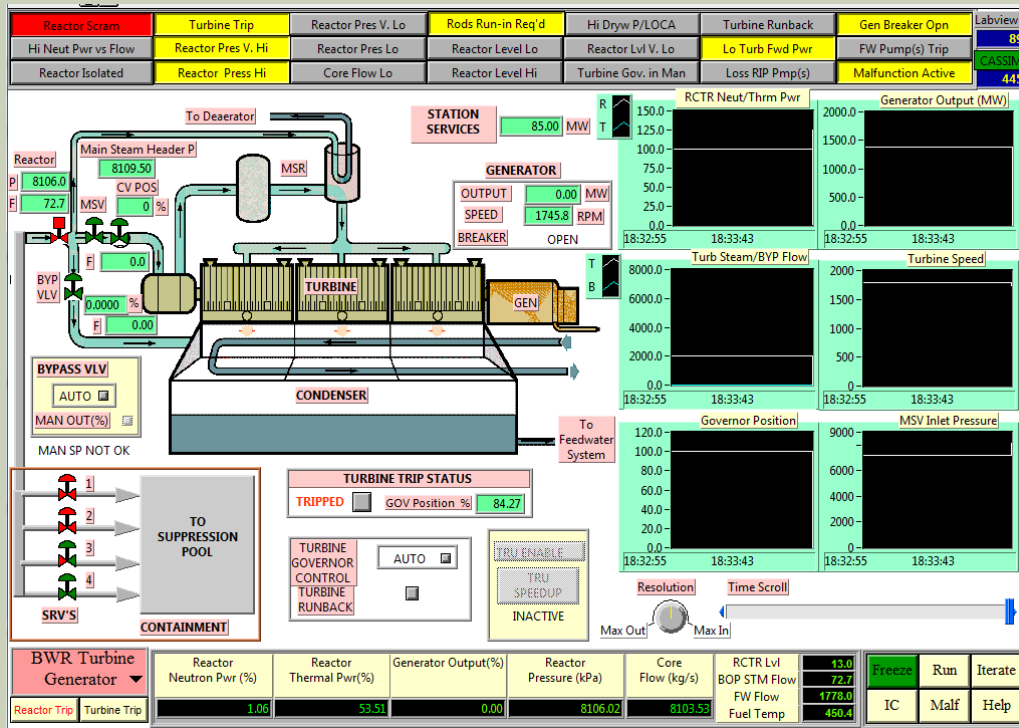 Reactor Scram Turbine Trip Reactor Pres V. Lo Rods Run-in Req'd Hi Dryw P/LOCA Turbine Runback Gen Breaker Opn Labview
Hi Neut Pwr vs Flow Reactor Pres V. Hi Reactor Pres Lo Reactor Level Lo Reactor Lvl V. Lo Lo Turb Fwd Pwr FW Pump(s) Trip
Reactor Isolated Reactor Press Hi Core Flow Lo Reactor Level Hi Turbine Gov. in Man Loss RIP Pmp(s) Malfunction Active
89
CASSIM
445
To Deaerator
STATION
SERVICES
85.00 MW
Main Steam Header P
8109.50
Reactor
P 8106.0
F 72.7
CV POS
0 %
MSV
MSR
F 0.0
BYP
VLV
0.0000 %
F 0.00
TURBINE
GEN
CONDENSER
GENERATOR
OUTPUT 0.00 MW
SPEED 1745.8 RPM
BREAKER OPEN
To
Feedwater
System
BYPASS VLV
AUTO
MAN OUT(%)
MAN SP NOT OK
1
2
3
4
SRV'S
TO
SUPPRESSION
POOL
CONTAINMENT
TURBINE TRIP STATUS
TRIPPED GOV Position % 84.27
TURBINE
GOVERNOR
CONTROL
AUTO
TURBINE
RUNBACK
TRU ENABLE
TRU
SPEEDUP
INACTIVE
RCTR Neut/Thrm Pwr
R
T
150.0
125.0
100.0
75.0
50.0
25.0
0.0
18:32:55 18:33:43
Generator Output (MW)
2000.0
1500.0
1000.0
500.0
0.0
18:32:55 18:33:43
Turb Steam/BYP Flow
T
B
8000.0
6000.0
4000.0
2000.0
0.0
18:32:55 18:33:43
Turbine Speed
2000
1500
1000
500
0
18:32:55 18:33:43
Governor Position
120.0
100.0
80.0
60.0
40.0
20.0
0.0
18:32:55 18:33:43
MSV Inlet Pressure
9000
6000
4000
2000
0
18:32:55 18:33:43
Resolution
Max Out Max In
Time Scroll
BWR Turbine
Generator
Reactor Trip Turbine Trip
Reactor
Neutron Pwr (%)
1.06
Reactor
Thermal Pwr(%)
53.51
Generator Output(%)
0.00
Reactor
Pressure (kPa)
8106.02
Core
Flow (kg/s)
8103.53
RCTR Lvl 13.0
BOP STM Flow 72.7
FW Flow 1778.0
Fuel Temp 450.4
Freeze Run Iterate
IC Malf Help